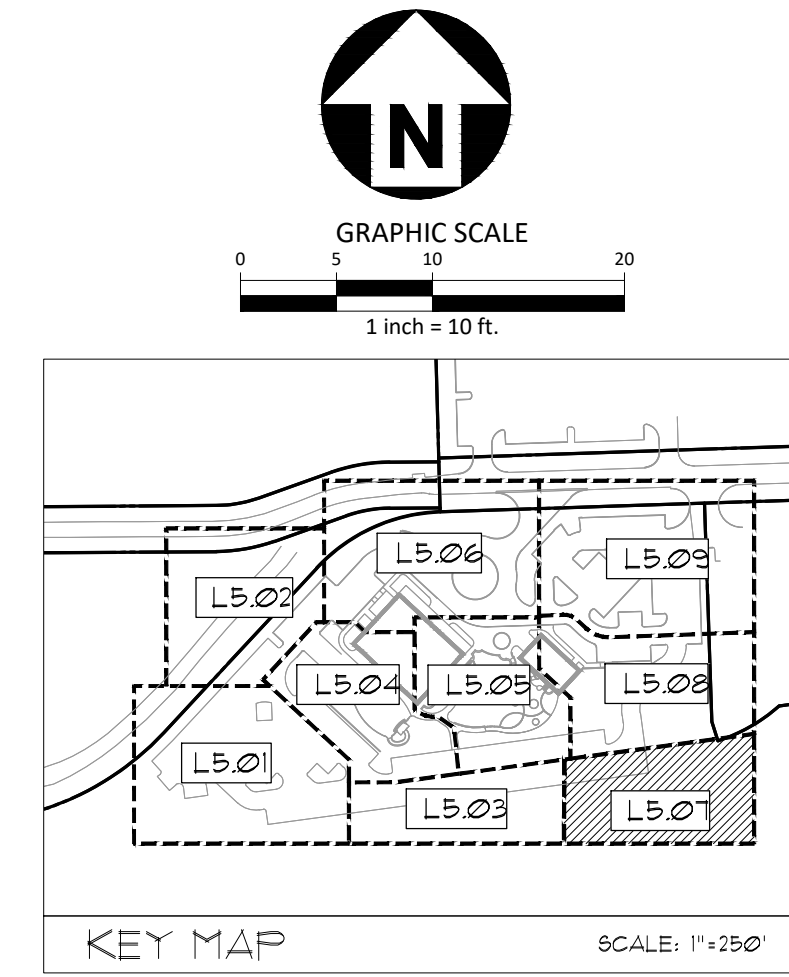 N
GRAPHIC SCALE
0 5 10 20
1 inch = 10 ft.
L5.06
L5.09
L5.02
L5.04
L5.05
L5.08
L5.01
L5.03
L5.07
KEY MAP
SCALE: 1"=250'